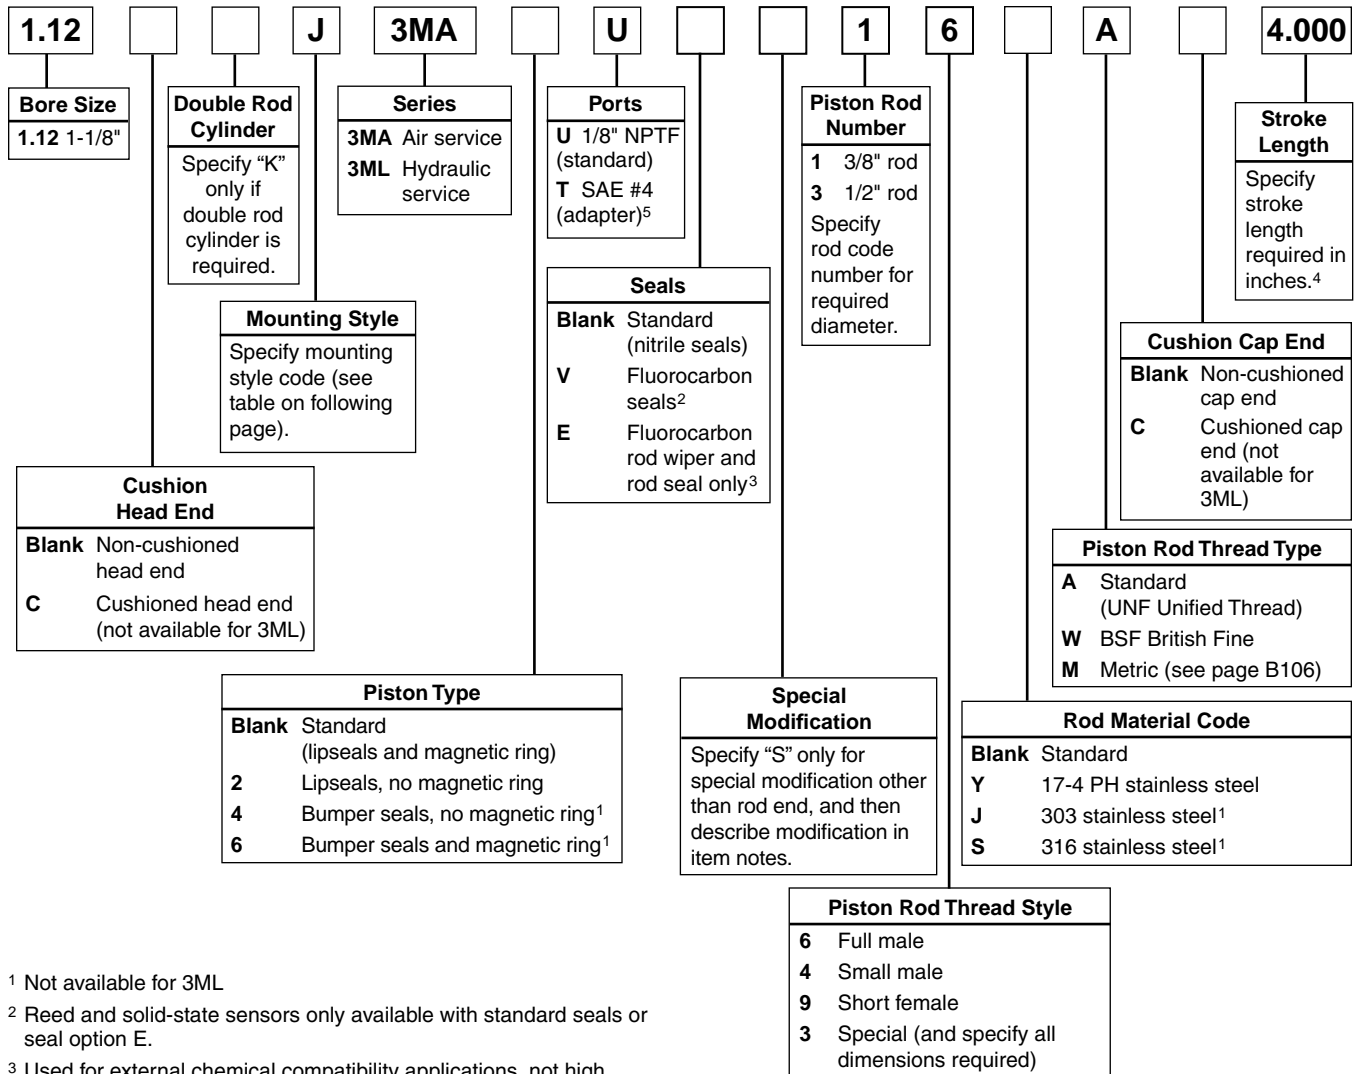 1.12 J 3MA U 1 6 A 4.000
Bore Size
1.12 1-1/8"
Double Rod
Cylinder
Specify “K”
only if
double rod
cylinder is
required.
Series
3MA Air service
3ML Hydraulic
service
Ports
U 1/8" NPTF
(standard)
T SAE #4
(adapter)5
Piston Rod
Number
1 3/8" rod
3 1/2" rod
Specify
rod code
number for
required
diameter.
Stroke
Length
Specify
stroke
length
required in
inches.4
Mounting Style
Specify mounting
style code (see
table on following
page).
Seals
Blank Standard
(nitrile seals)
V Fluorocarbon
seals2
E Fluorocarbon
rod wiper and
rod seal only3
Cushion Cap End
Blank Non-cushioned
cap end
C Cushioned cap
end (not
available for
3ML)
Cushion
Head End
Blank Non-cushioned
head end
C Cushioned head end
(not available for 3ML)
Piston Rod Thread Type
A Standard
(UNF Unified Thread)
W BSF British Fine
M Metric (see page B106)
Piston Type
Blank Standard
(lipseals and magnetic ring)
2 Lipseals, no magnetic ring
4 Bumper seals, no magnetic ring1
6 Bumper seals and magnetic ring1
Special
Modification
Specify “S” only for
special modification other
than rod end, and then
describe modification in
item notes.
Rod Material Code
Blank Standard
Y 17-4 PH stainless steel
J 303 stainless steel1
S 316 stainless steel1
Piston Rod Thread Style
6 Full male
4 Small male
9 Short female
3 Special (and specify all
dimensions required)
1 Not available for 3ML
2 Reed and solid-state sensors only available with standard seals or
seal option E.
3 Used for external chemical compatibility applications, not high